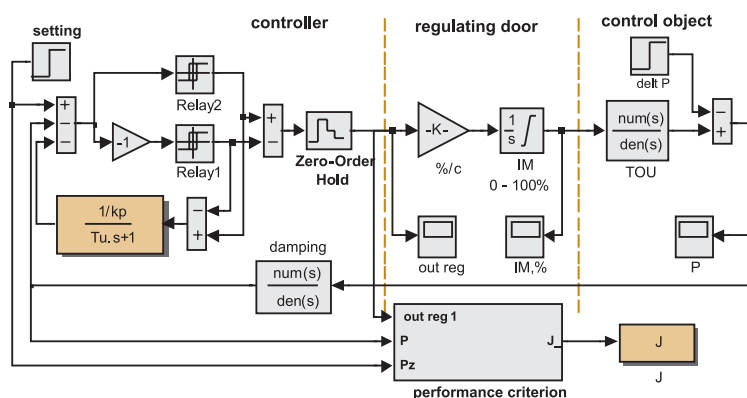 controller
regulating door
control object
setting
delt P
Relay2
+
−
−
-1
Relay1
+
−
Zero-Order
Hold
-K-
%/c
1
s
IM
0 - 100%
num(s)
den(s)
TOU
−
+
1/kp
Tu.s+1
−
+
out reg
IM,%
P
damping
num(s)
den(s)
out reg 1
P
Pz
J
J
J
performance criterion